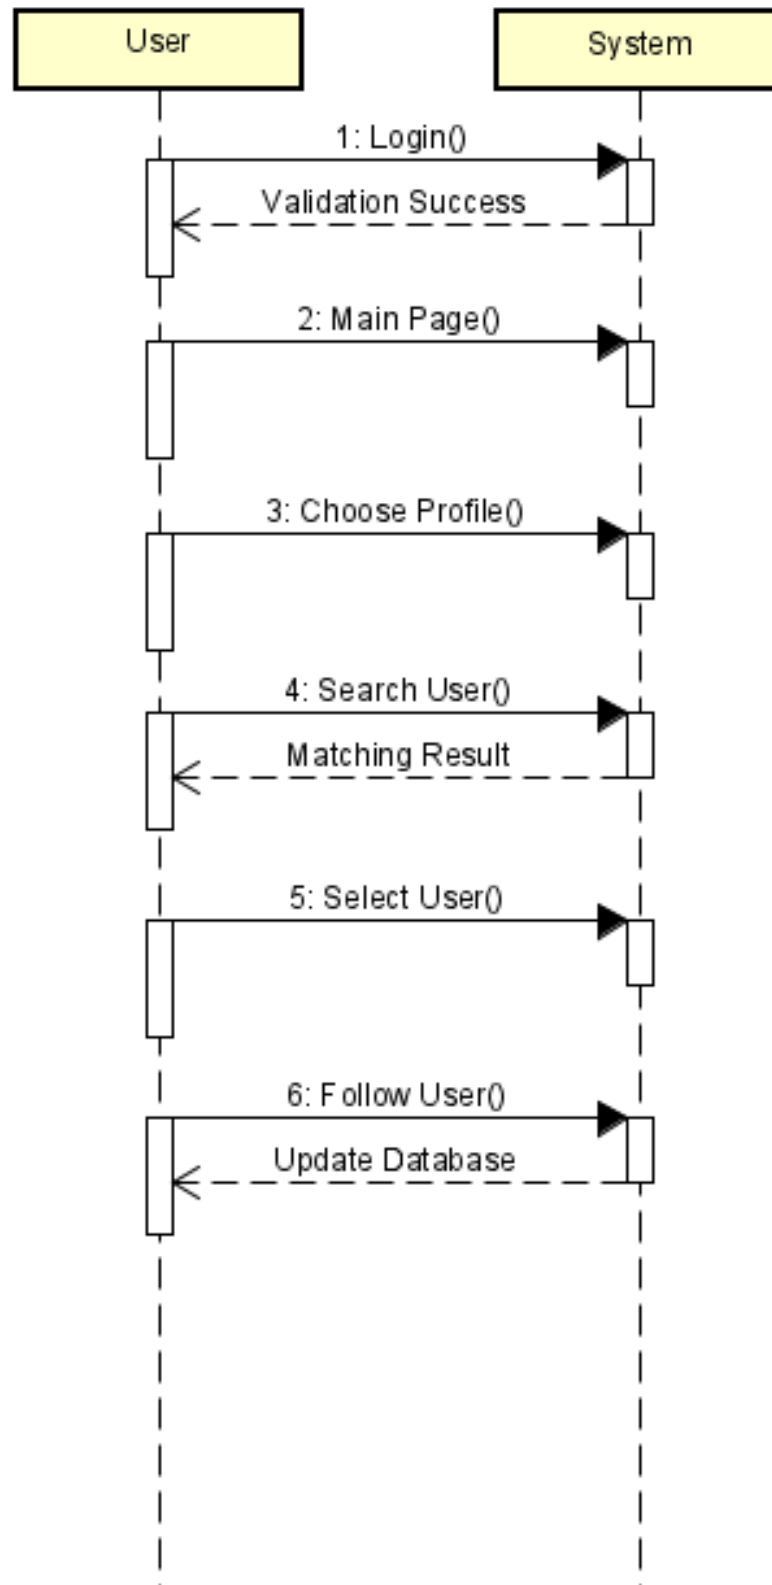 User
System
1: Login()
Validation Success
2: Main Page()
3: Choose Profile()
4: Search User()
Matching Result
5: Select User()
6: Follow User()
Update Database